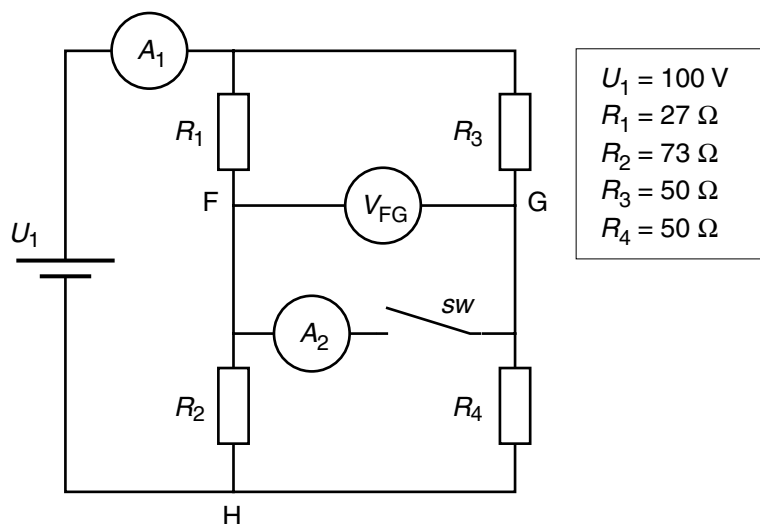 A1
U1 = 100 V
R1 = 27 Ω
R2 = 73 Ω
R3 = 50 Ω
R4 = 50 Ω
R1
R3
F
VFG
G
U1
sw
A2
R2
R4
H